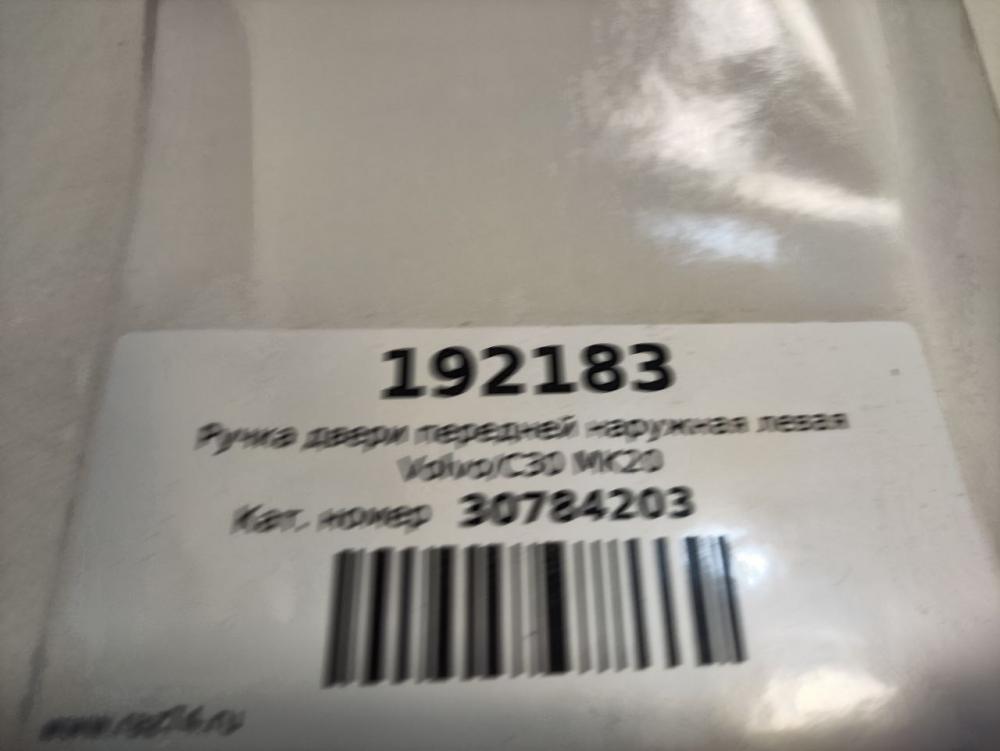 192183
Ручка двери передней наружная левая
Volvo/C30 MK20
Кат. номер 30784203